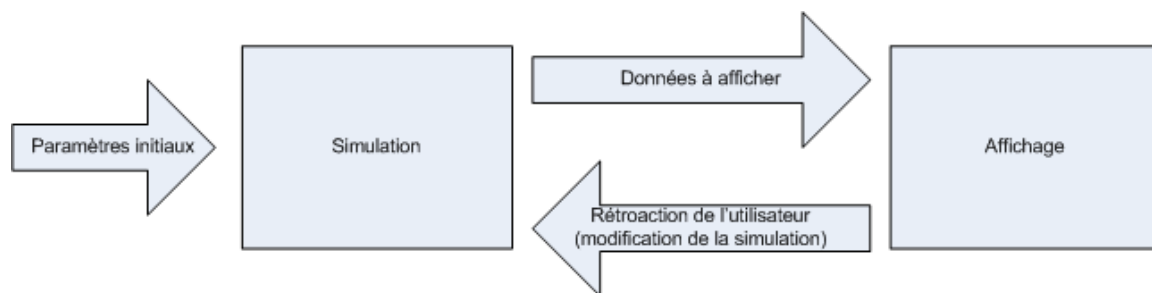 Paramètres initiaux
Simulation
Données à afficher
Rétroaction de l'utilisateur
(modification de la simulation)
Affichage